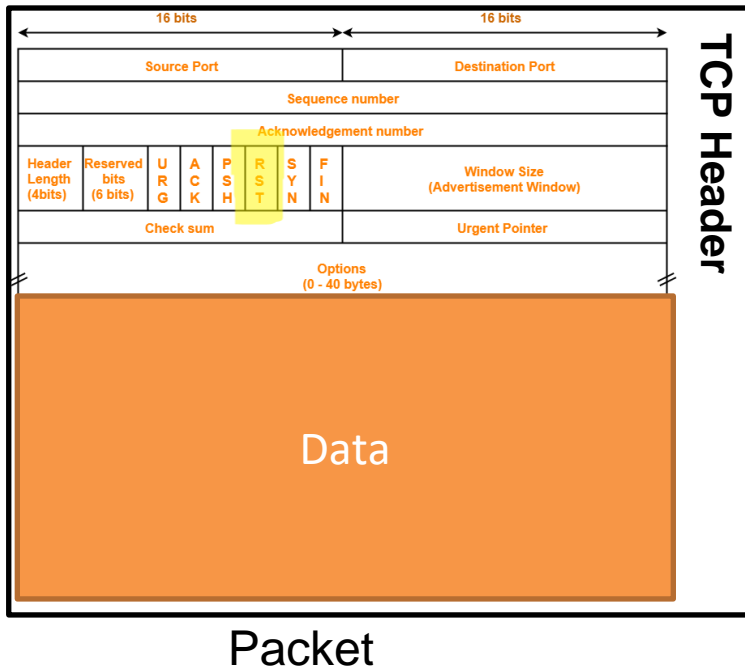 16 bits
16 bits
Source Port
Destination Port
Sequence number
Acknowledgement number
Header
Length
(4bits)
Reserved
bits
(6 bits)
U
R
G
A
C
K
P
S
H
R
S
T
S
Y
N
F
I
N
Window Size
(Advertisement Window)
Check sum
Urgent Pointer
Options
(0 - 40 bytes)
Data
TCP Header
Packet